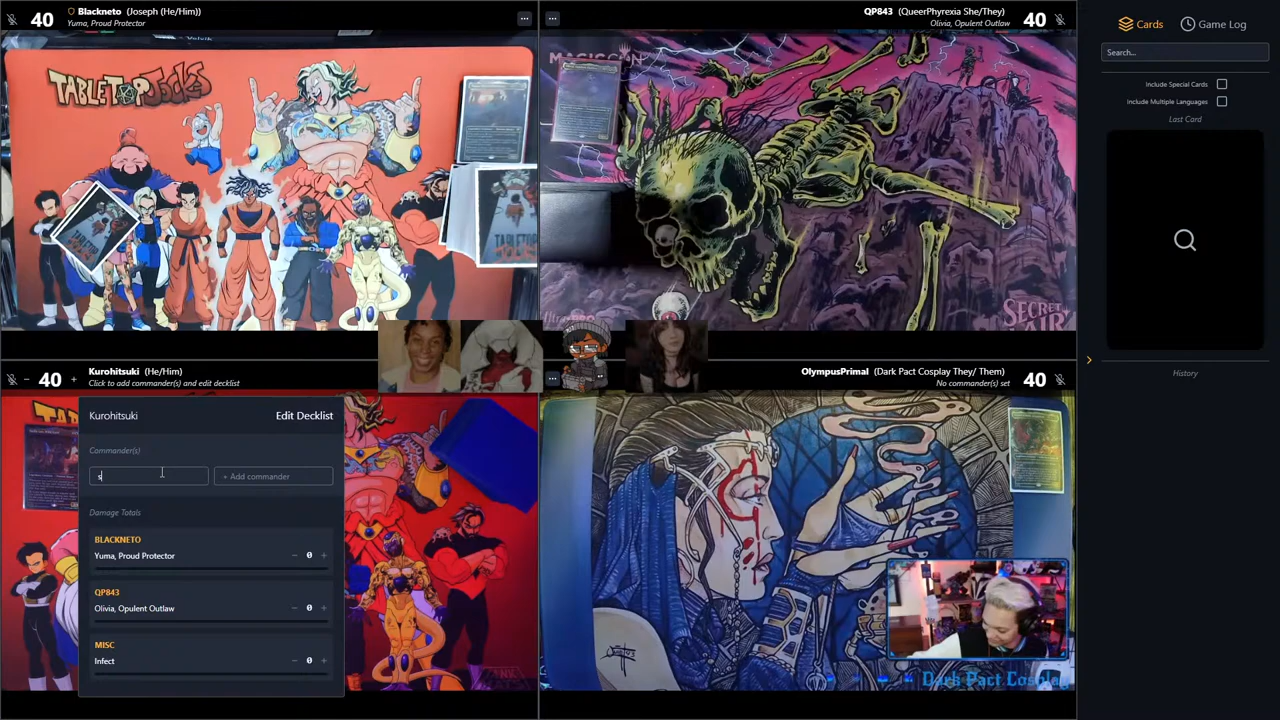 40 Blackneto (Joseph (He/Him))
Yuma, Proud Protector
TABLETOP Jocks
TABLETOP
QP843 (QueerPhyrexia She/They) 40
Olivia, Opulent Outlaw
MAGICCON
Ultra PRO
SECRET
LAIR
40 Kurohitsuki (He/Him)
Click to add commander(s) and edit decklist
Kurohitsuki Edit Decklist
Commander(s)
s
+ Add commander
Damage Totals
BLACKNETO
Yuma, Proud Protector 0
QP843
Olivia, Opulent Outlaw 0
MISC
Infect 0
OlympusPrimal (Dark Pact Cosplay They/ Them) 40
No commander(s) set
Dark Pact Cosplay
Cards Game Log
Search...
Include Special Cards
Include Multiple Languages
Last Card
History